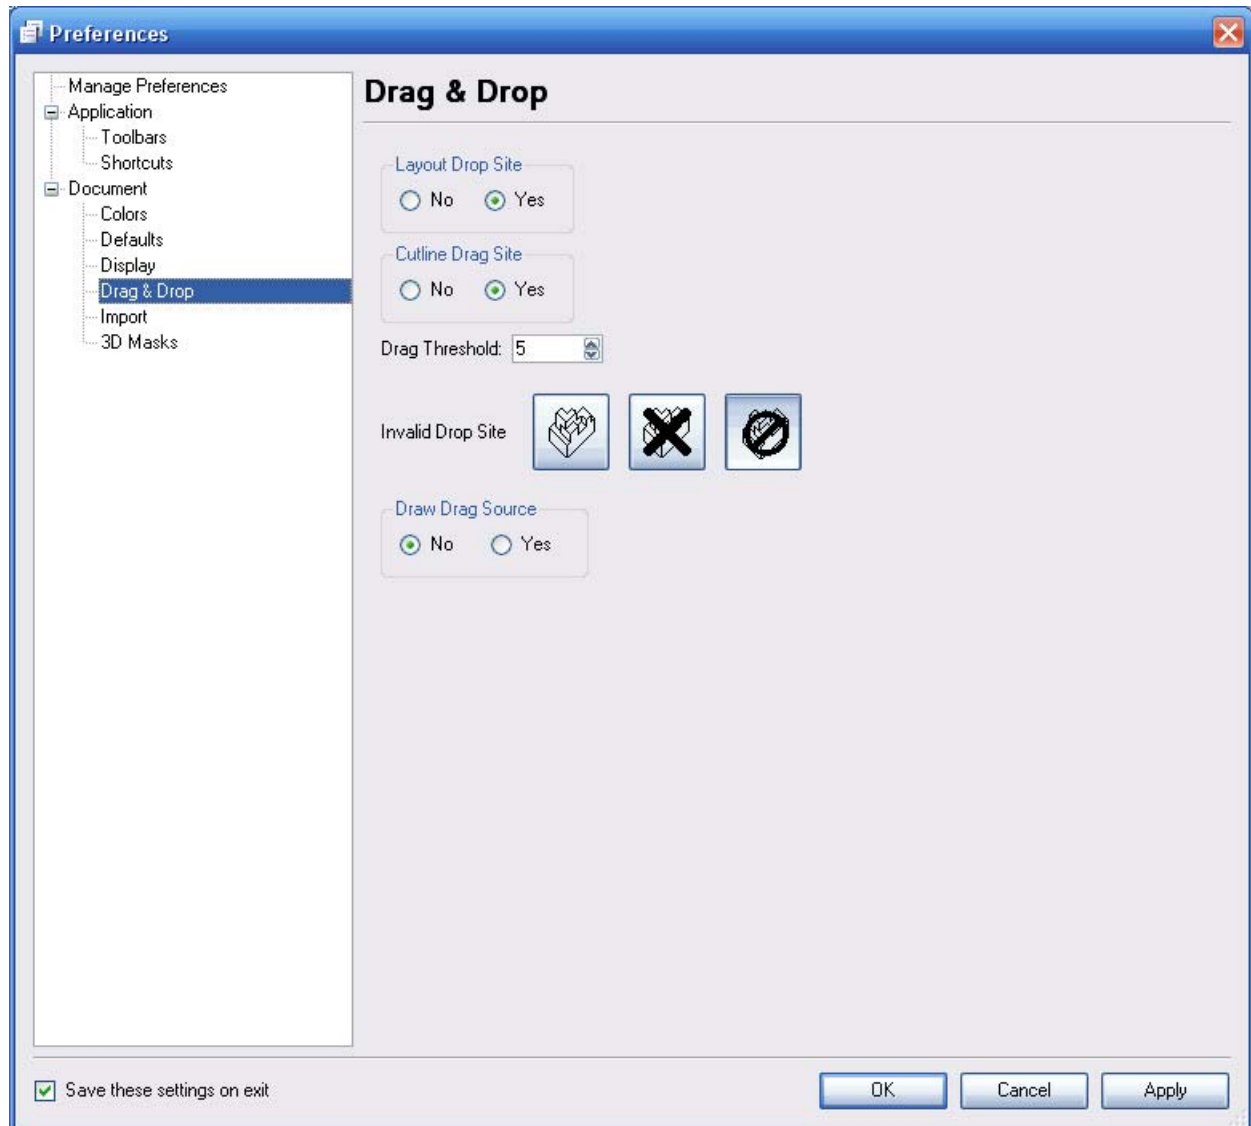 Preferences
Manage Preferences
Application
Toolbars
Shortcuts
Document
Colors
Defaults
Display
Drag & Drop
Import
3D Masks
Drag & Drop
Layout Drop Site
No Yes
Cutline Drag Site
No Yes
Drag Threshold: 5
Invalid Drop Site
Draw Drag Source
No Yes
Save these settings on exit
OK Cancel Apply